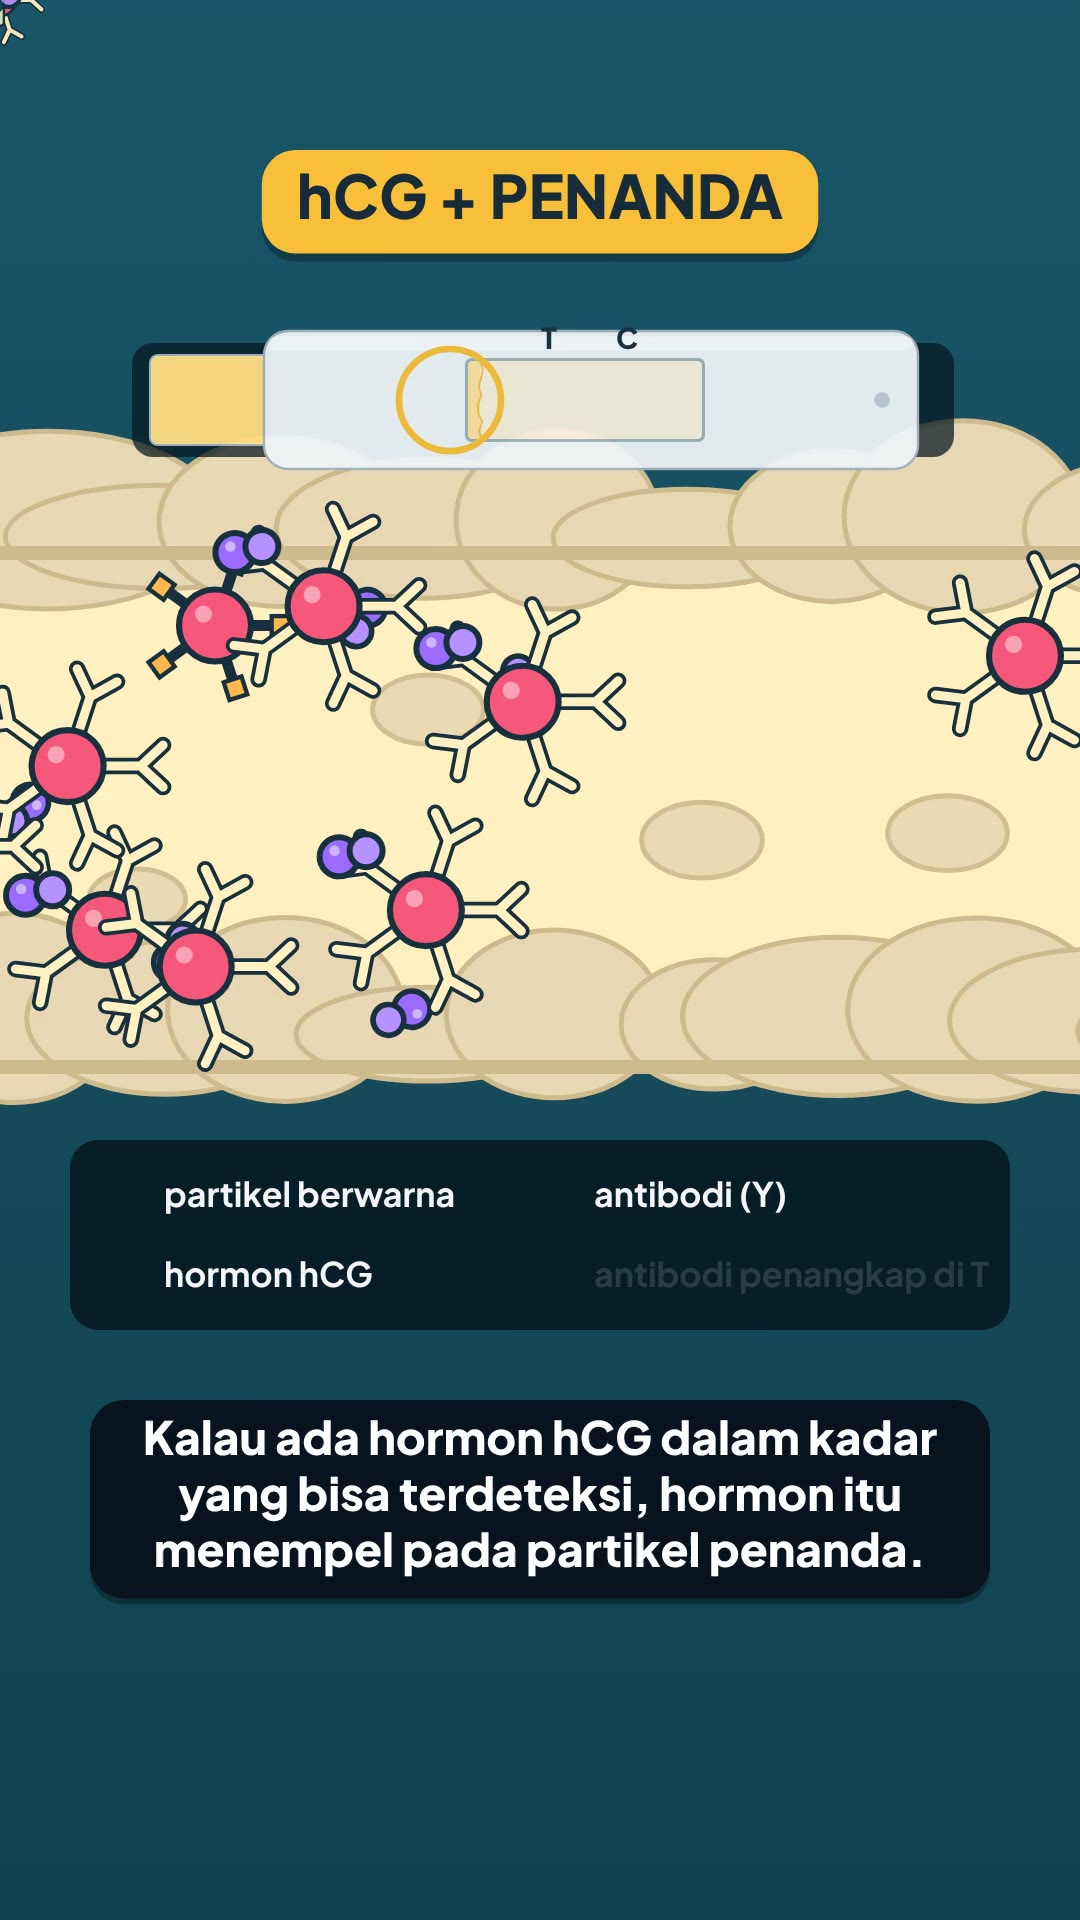 hCG + PENANDA
T C
partikel berwarna
antibodi (Y)
hormon hCG
antibodi penangkap di T
Kalau ada hormon hCG dalam kadar
yang bisa terdeteksi, hormon itu
menempel pada partikel penanda.